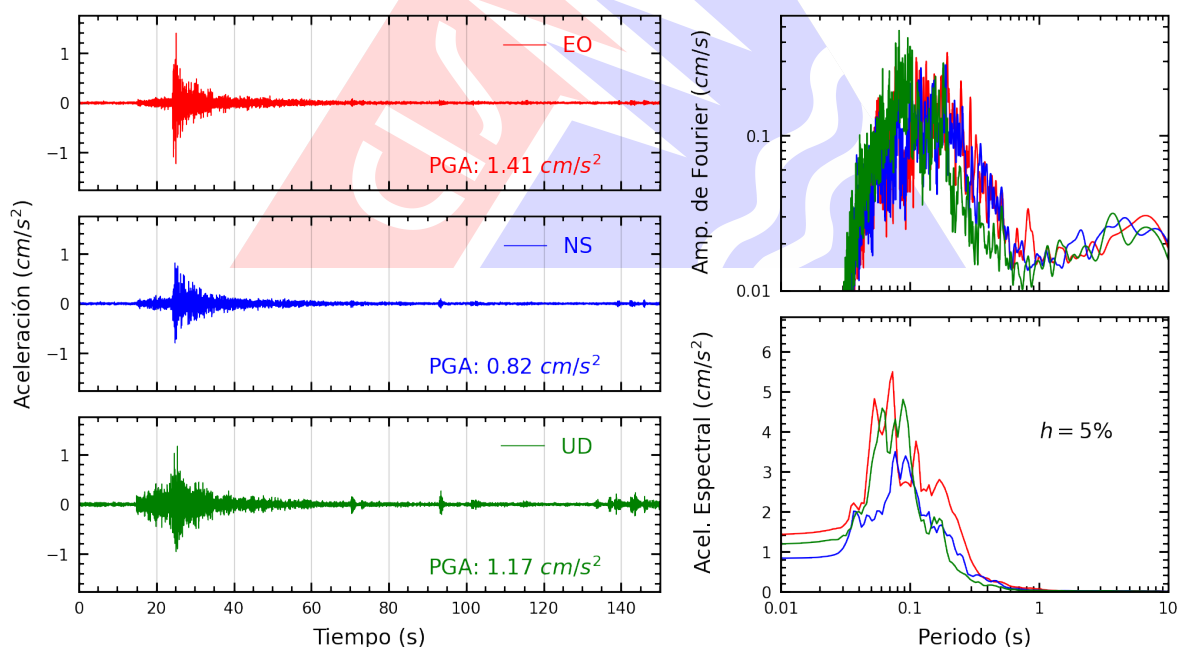 Aceleración (cm/s²)
EO
PGA: 1.41 cm/s²
1
0
−1
NS
PGA: 0.82 cm/s²
1
0
−1
UD
PGA: 1.17 cm/s²
1
0
−1
0 20 40 60 80 100 120 140
Tiempo (s)
Amp. de Fourier (cm/s)
0.1
0.01
Acel. Espectral (cm/s²)
h = 5%
6
5
4
3
2
1
0
0.01 0.1 1 10
Periodo (s)